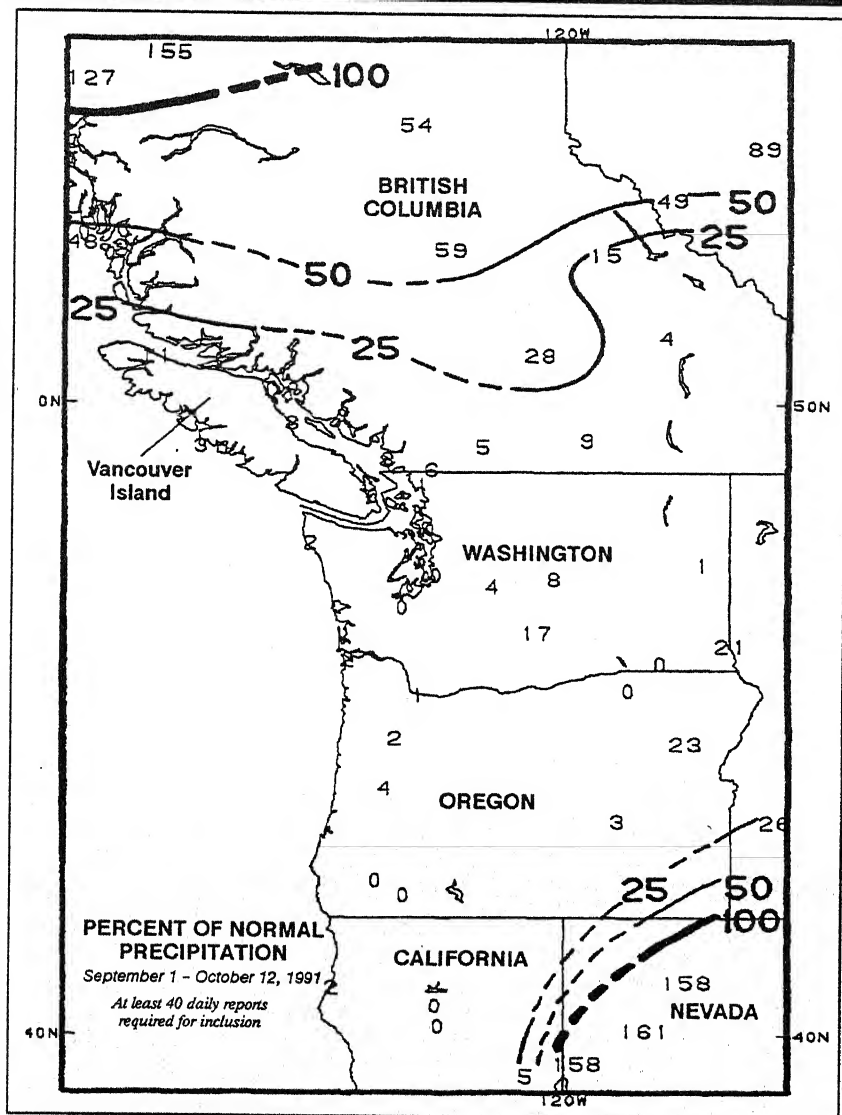 120W
155
127
100
54
89
BRITISH
COLUMBIA
49
50
48
59
15
25
50
25
25
28
4
0N
50N
5
9
Vancouver
Island
6
WASHINGTON
1
4
8
17
21
0
0
2
23
4
OREGON
3
26
0
0
25
50
100
PERCENT OF NORMAL
PRECIPITATION
September 1 – October 12, 1991
At least 40 daily reports
required for inclusion
CALIFORNIA
2
0
0
158
NEVADA
161
40N
40N
5
158
120W